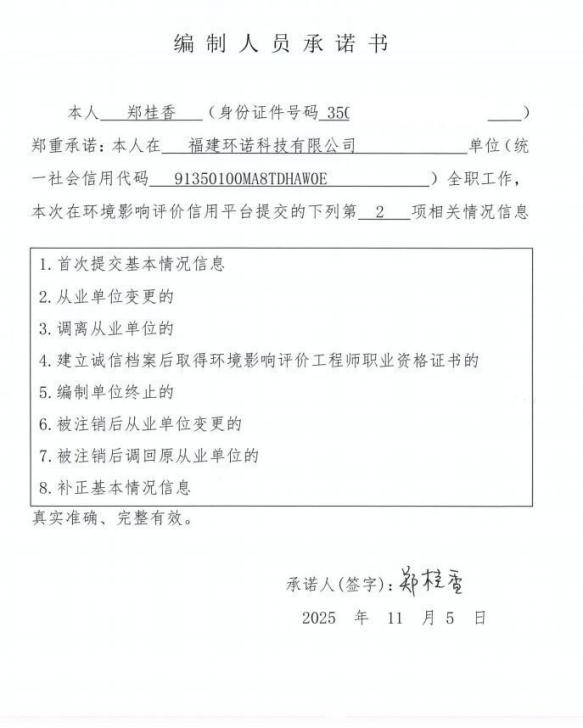 编制人员承诺书
本人 郑桂香 （身份证件号码 350 ）
郑重承诺：本人在 福建环诺科技有限公司 单位（统
一社会信用代码 91350100MA8TDHAW0E ）全职工作，
本次在环境影响评价信用平台提交的下列第 2 项相关情况信息
1.首次提交基本情况信息
2.从业单位变更的
3.调离从业单位的
4.建立诚信档案后取得环境影响评价工程师职业资格证书的
5.编制单位终止的
6.被注销后从业单位变更的
7.被注销后调回原从业单位的
8.补正基本情况信息
真实准确、完整有效。
承诺人(签字)：郑桂香
2025 年 11 月 5 日